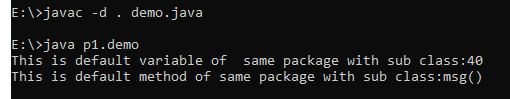 E:\>javac -d . demo.java
E:\>java p1.demo
This is default variable of  same package with sub class:40
This is default method of same package with sub class:msg()